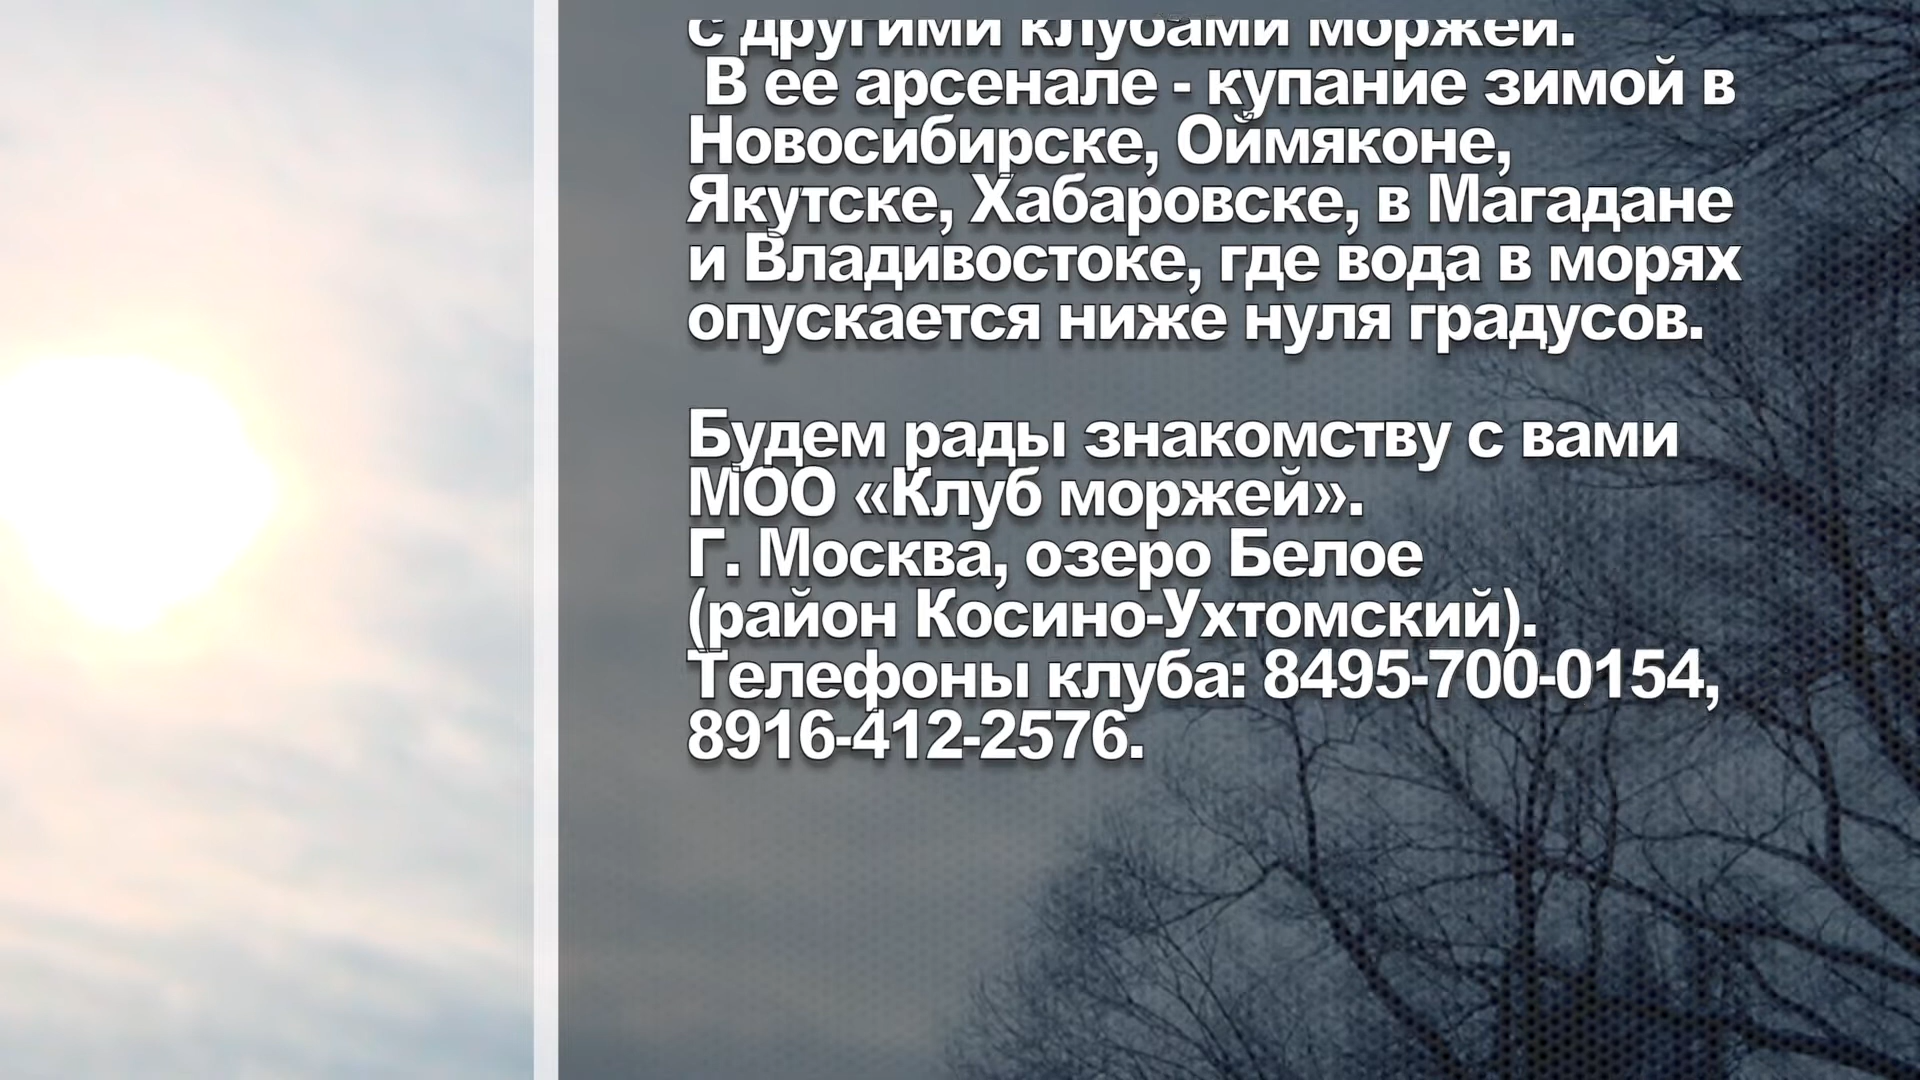 с другими клубами моржей.
В ее арсенале - купание зимой в
Новосибирске, Оймяконе,
Якутске, Хабаровске, в Магадане
и Владивостоке, где вода в морях
опускается ниже нуля градусов.
Будем рады знакомству с вами
МОО «Клуб моржей».
Г. Москва, озеро Белое
(район Косино-Ухтомский).
Телефоны клуба: 8495-700-0154,
8916-412-2576.